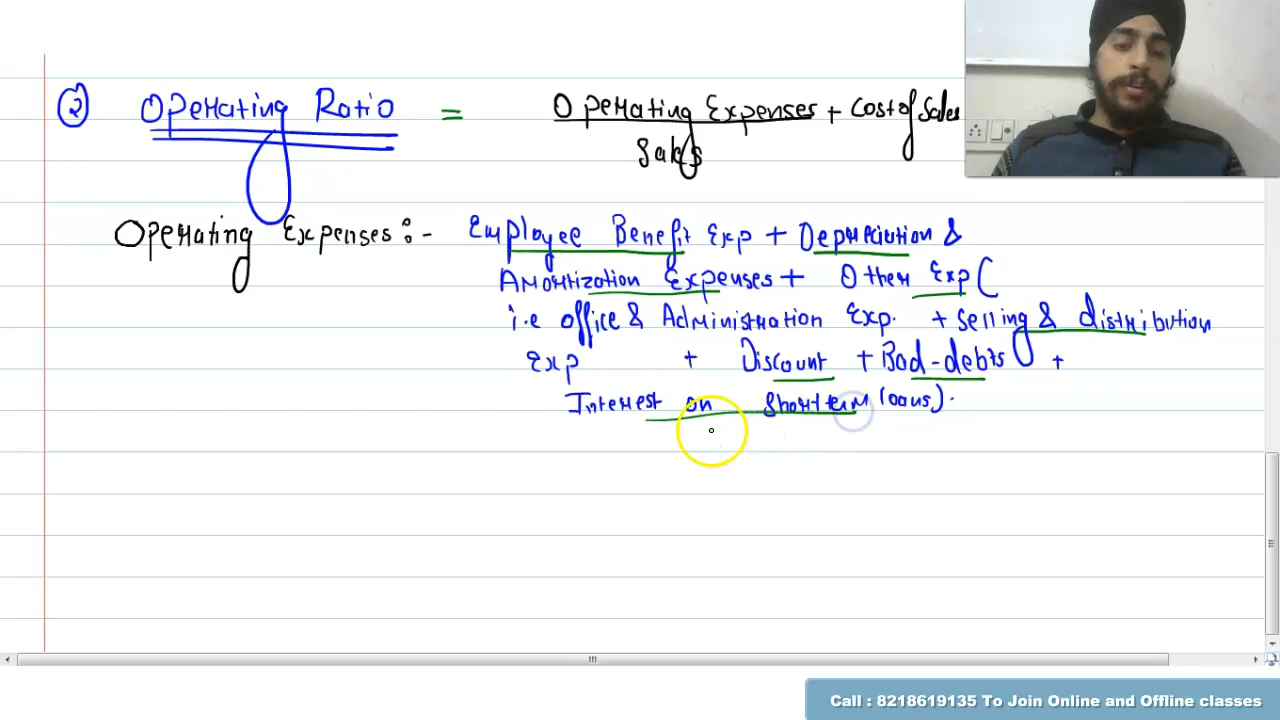 ② Operating Ratio = Operating Expenses + Cost of Sales
Sales
Operating Expenses :- Employee Benefit Exp + Depreciation &
Amortization Expenses + Other Exp (
i.e office & Administration Exp. + Selling & distribution
Exp + Discount + Bad-debts +
Interest on Shorterm loans).
Call : 8218619135 To Join Online and Offline classes